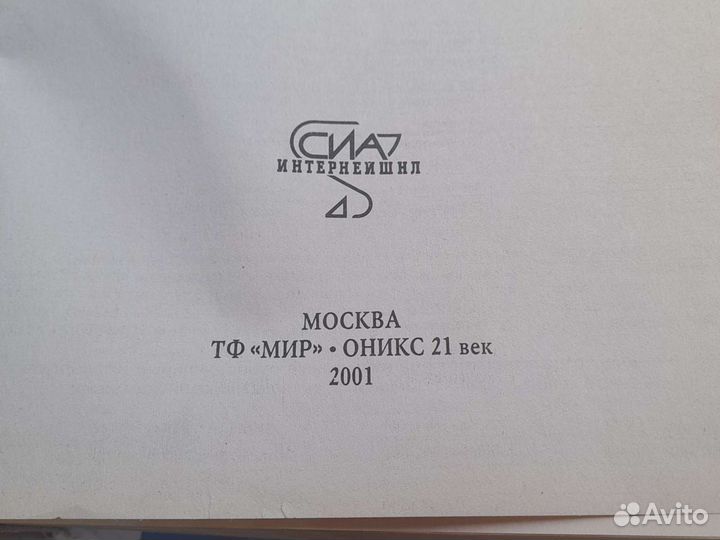 СИА
ИНТЕРНЕЙШНЛ
МОСКВА
ТФ «МИР» • ОНИКС 21 век
2001
Avito